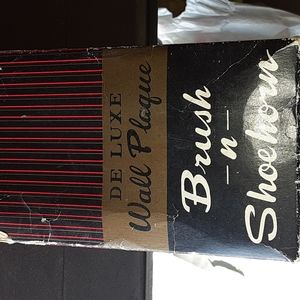 DE LUXE
Wall Plaque
Brush
-n-
Shoehorn